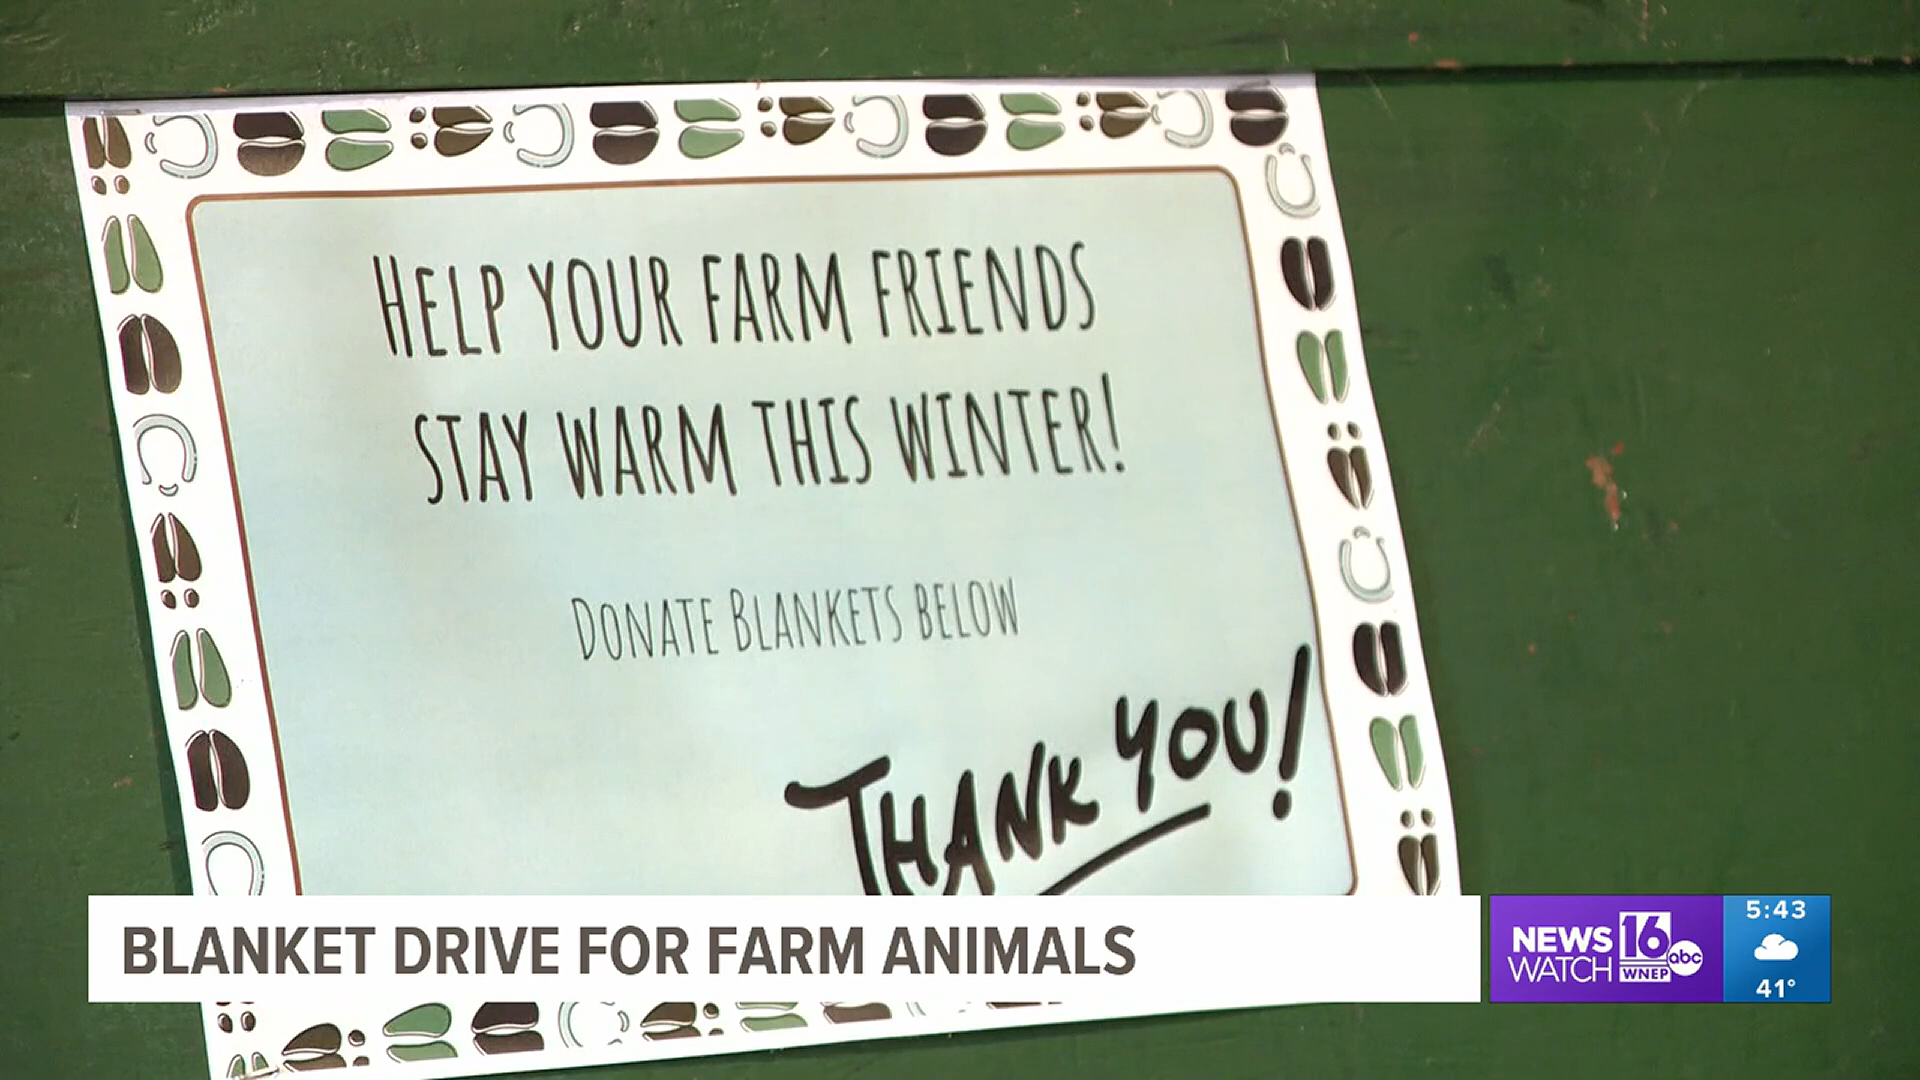 HELP YOUR FARM FRIENDS
STAY WARM THIS WINTER!
DONATE BLANKETS BELOW
THANK YOU!
BLANKET DRIVE FOR FARM ANIMALS
NEWS 16
WATCH WNEP abc
5:43
41°